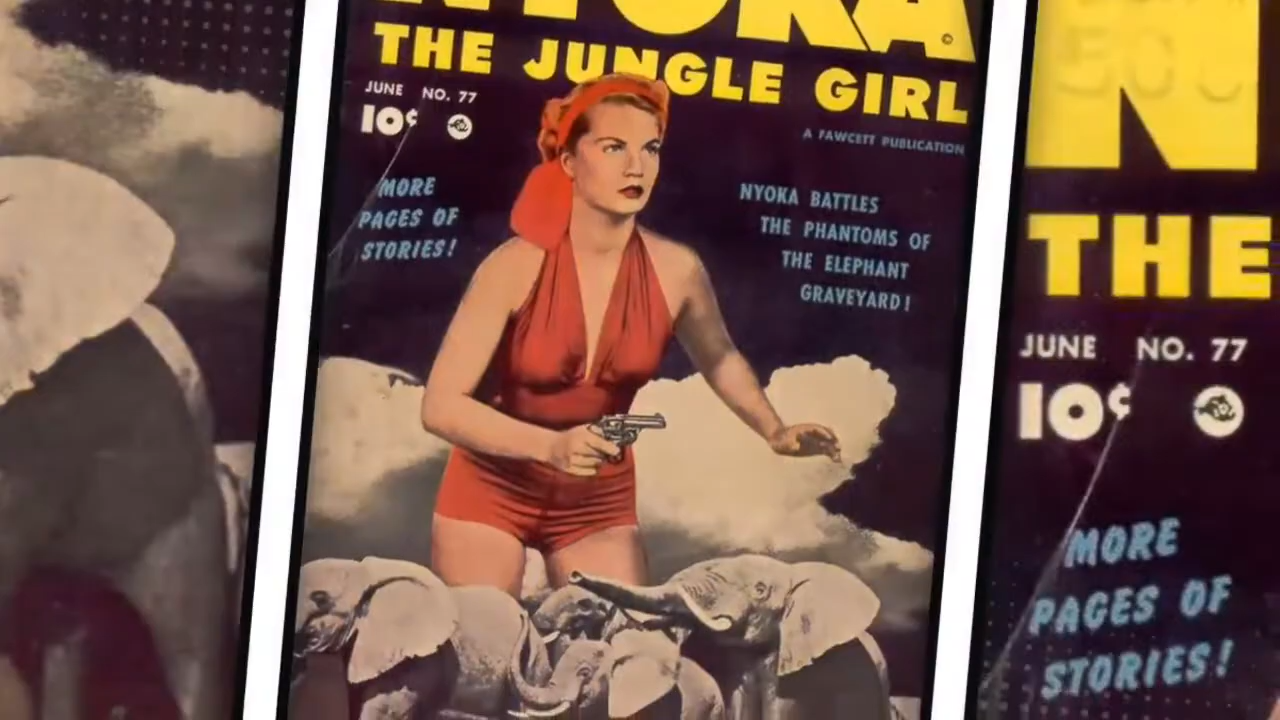 NYOKA
THE JUNGLE GIRL
JUNE NO. 77
10¢
©
A FAWCETT PUBLICATION
MORE
PAGES OF
STORIES!
NYOKA BATTLES
THE PHANTOMS OF
THE ELEPHANT
GRAVEYARD!
N
THE
JUNE NO. 77
10¢
MORE
PAGES OF
STORIES!